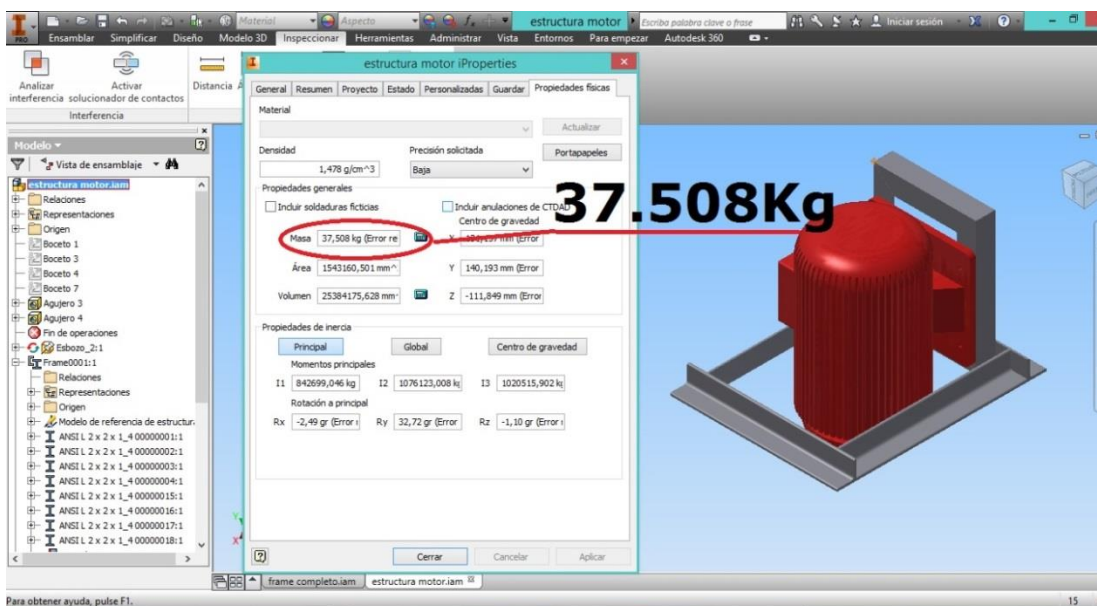 Material
Aspecto
estructura motor
Escriba palabra clave o frase
Iniciar sesión
PRO
Ensamblar Simplificar Diseño Modelo 3D Inspeccionar Herramientas Administrar Vista Entornos Para empezar Autodesk 360
Analizar interferencia
Activar solucionador de contactos
Distancia
Interferencia
Modelo
Vista de ensamblaje
estructura motor.iam
Relaciones
Representaciones
Origen
Boceto 1
Boceto 3
Boceto 4
Boceto 7
Agujero 3
Agujero 4
Fin de operaciones
Esbozo_2:1
Frame0001:1
Relaciones
Representaciones
Origen
Modelo de referencia de estructur
ANSI L 2 x 2 x 1_4 00000001:1
ANSI L 2 x 2 x 1_4 00000002:1
ANSI L 2 x 2 x 1_4 00000003:1
ANSI L 2 x 2 x 1_4 00000004:1
ANSI L 2 x 2 x 1_4 00000015:1
ANSI L 2 x 2 x 1_4 00000016:1
ANSI L 2 x 2 x 1_4 00000017:1
ANSI L 2 x 2 x 1_4 00000018:1
estructura motor iProperties
General Resumen Proyecto Estado Personalizadas Guardar Propiedades físicas
Material
Actualizar
Densidad Precisión solicitada
Portapapeles
1,478 g/cm^3 Baja
Propiedades generales
Incluir soldaduras ficticias
Incluir anulaciones de CTDAD
Centro de gravedad
Masa 37,508 kg (Error re X mm (Error
37.508Kg
Área 1543160,501 mm^ Y 140,193 mm (Error
Volumen 25384175,628 mm Z -111,849 mm (Error
Propiedades de inercia
Principal Global Centro de gravedad
Momentos principales
I1 842699,046 kg I2 1076123,008 kg I3 1020515,902 kg
Rotación a principal
Rx -2,49 gr (Error Ry 32,72 gr (Error Rz -1,10 gr (Error
Cerrar Cancelar Aplicar
frame completo.iam estructura motor.iam
Para obtener ayuda, pulse F1.
15